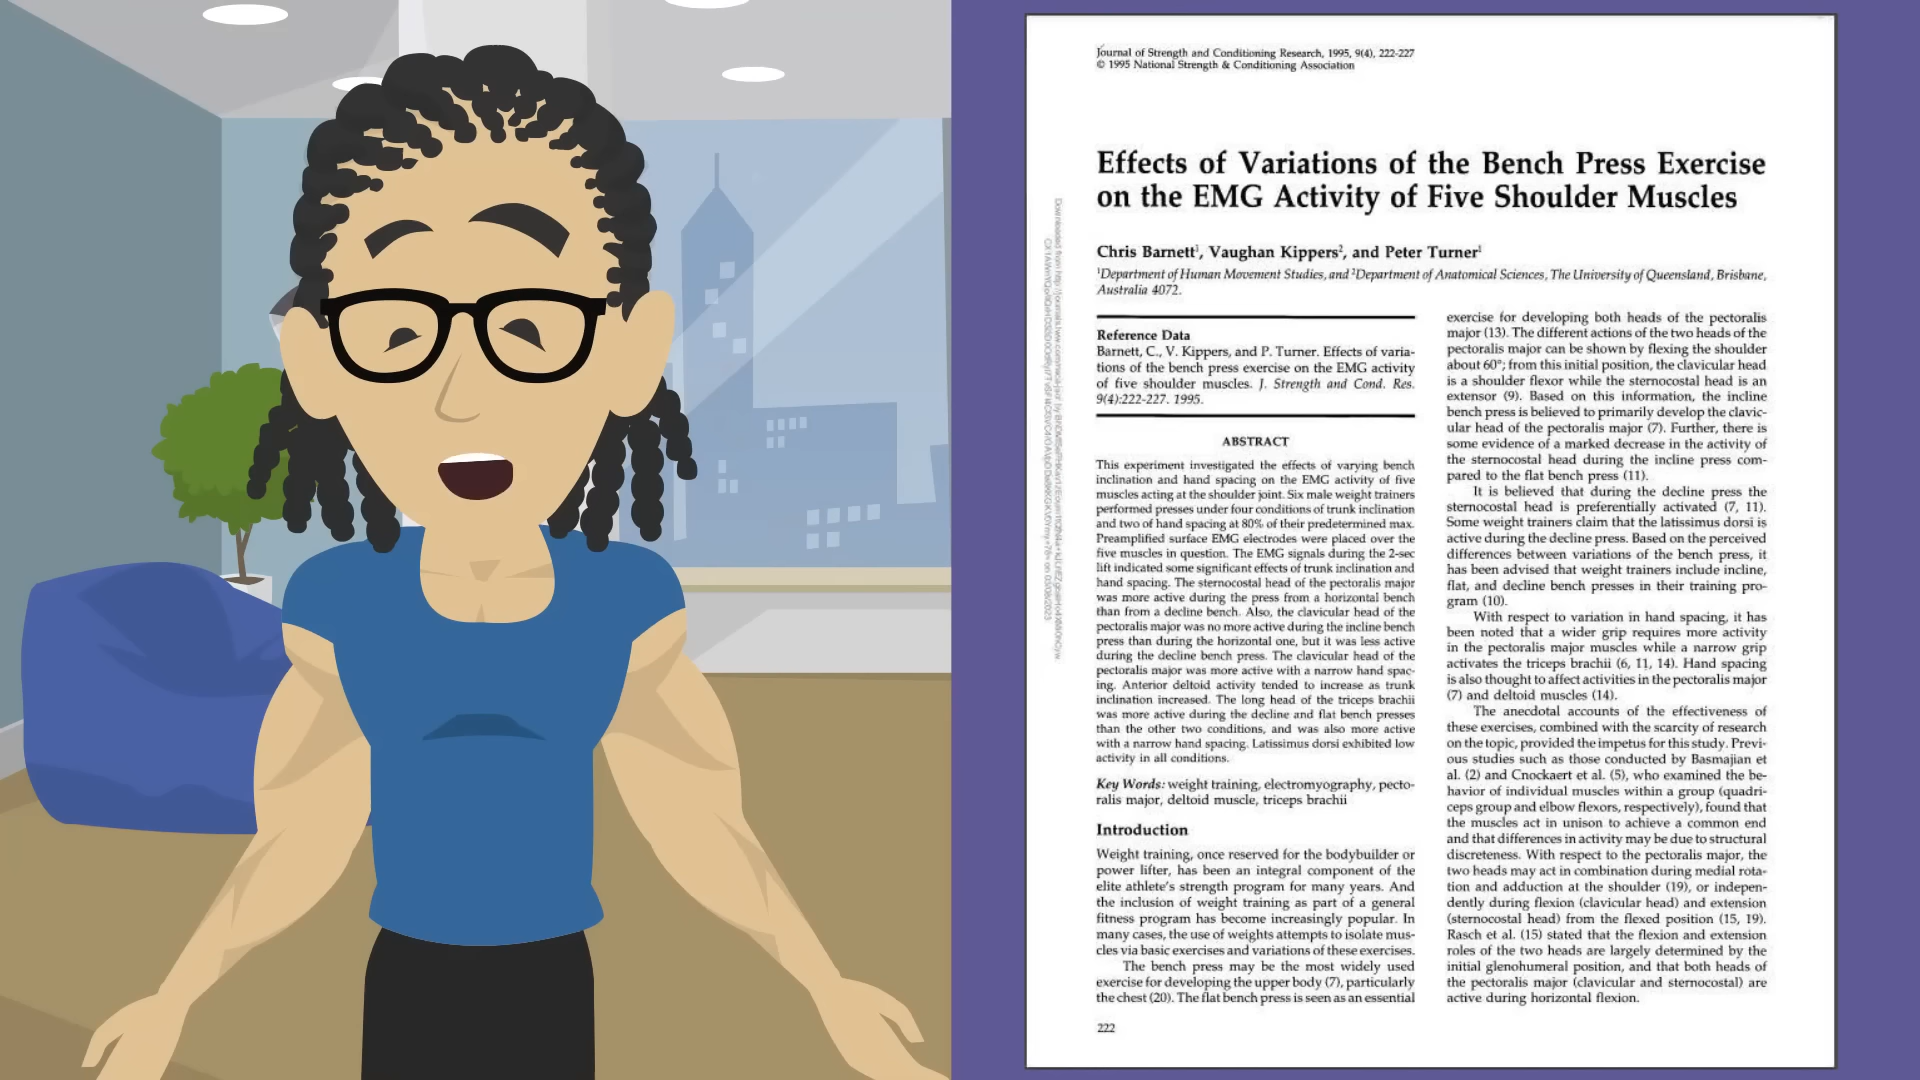 Journal of Strength and Conditioning Research, 1995, 9(4), 222-227
© 1995 National Strength & Conditioning Association
Effects of Variations of the Bench Press Exercise
on the EMG Activity of Five Shoulder Muscles
Chris Barnett¹, Vaughan Kippers², and Peter Turner¹
¹Department of Human Movement Studies, and ²Department of Anatomical Sciences, The University of Queensland, Brisbane,
Australia 4072.
Reference Data
Barnett, C., V. Kippers, and P. Turner. Effects of varia-
tions of the bench press exercise on the EMG activity
of five shoulder muscles. J. Strength and Cond. Res.
9(4):222-227. 1995.
ABSTRACT
This experiment investigated the effects of varying bench
inclination and hand spacing on the EMG activity of five
muscles acting at the shoulder joint. Six male weight trainers
performed presses under four conditions of trunk inclination
and two of hand spacing at 80% of their predetermined max.
Preamplified surface EMG electrodes were placed over the
five muscles in question. The EMG signals during the 2-sec
lift indicated some significant effects of trunk inclination and
hand spacing. The sternocostal head of the pectoralis major
was more active during the press from a horizontal bench
than from a decline bench. Also, the clavicular head of the
pectoralis major was no more active during the incline bench
press than during the horizontal one, but it was less active
during the decline bench press. The clavicular head of the
pectoralis major was more active with a narrow hand spac-
ing. Anterior deltoid activity tended to increase as trunk
inclination increased. The long head of the triceps brachii
was more active during the decline and flat bench presses
than the other two conditions, and was also more active
with a narrow hand spacing. Latissimus dorsi exhibited low
activity in all conditions.
Key Words: weight training, electromyography, pecto-
ralis major, deltoid muscle, triceps brachii
Introduction
Weight training, once reserved for the bodybuilder or
power lifter, has been an integral component of the
elite athlete's strength program for many years. And
the inclusion of weight training as part of a general
fitness program has become increasingly popular. In
many cases, the use of weights attempts to isolate mus-
cles via basic exercises and variations of these exercises.
The bench press may be the most widely used
exercise for developing the upper body (7), particularly
the chest (20). The flat bench press is seen as an essential
222
exercise for developing both heads of the pectoralis
major (13). The different actions of the two heads of the
pectoralis major can be shown by flexing the shoulder
about 60°; from this initial position, the clavicular head
is a shoulder flexor while the sternocostal head is an
extensor (9). Based on this information, the incline
bench press is believed to primarily develop the clavic-
ular head of the pectoralis major (7). Further, there is
some evidence of a marked decrease in the activity of
the sternocostal head during the incline press com-
pared to the flat bench press (11).
It is believed that during the decline press the
sternocostal head is preferentially activated (7, 11).
Some weight trainers claim that the latissimus dorsi is
active during the decline press. Based on the perceived
differences between variations of the bench press, it
has been advised that weight trainers include incline,
flat, and decline bench presses in their training pro-
gram (10).
With respect to variation in hand spacing, it has
been noted that a wider grip requires more activity
in the pectoralis major muscles while a narrow grip
activates the triceps brachii (6, 11, 14). Hand spacing
is also thought to affect activities in the pectoralis major
(7) and deltoid muscles (14).
The anecdotal accounts of the effectiveness of
these exercises, combined with the scarcity of research
on the topic, provided the impetus for this study. Previ-
ous studies such as those conducted by Basmajian et
al. (2) and Cnockaert et al. (5), who examined the be-
havior of individual muscles within a group (quadri-
ceps group and elbow flexors, respectively), found that
the muscles act in unison to achieve a common end
and that differences in activity may be due to structural
discreteness. With respect to the pectoralis major, the
two heads may act in combination during medial rota-
tion and adduction at the shoulder (19), or indepen-
dently during flexion (clavicular head) and extension
(sternocostal head) from the flexed position (15, 19).
Rasch et al. (15) stated that the flexion and extension
roles of the two heads are largely determined by the
initial glenohumeral position, and that both heads of
the pectoralis major (clavicular and sternocostal) are
active during horizontal flexion.